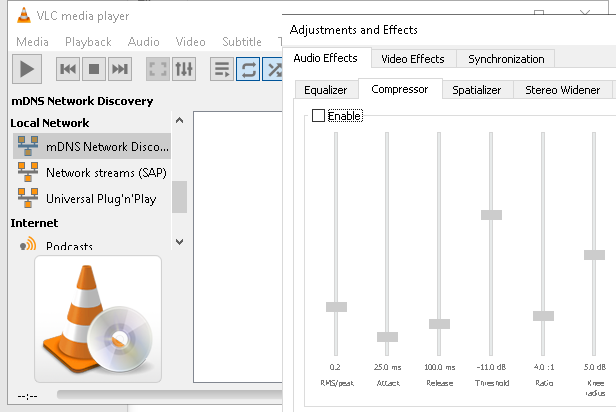 VLC media player
Media Playback Audio Video Subtitle
mDNS Network Discovery
Local Network
mDNS Network Disco...
Network streams (SAP)
Universal Plug'n'Play
Internet
Podcasts
--:--
Adjustments and Effects
Audio Effects Video Effects Synchronization
Equalizer Compressor Spatializer Stereo Widener
Enable
0.2 25.0 ms 100.0 ms -11.0 dB 4.0 :1 5.0 dB
RMS/peak Attack Release Threshold Ratio Knee
radius